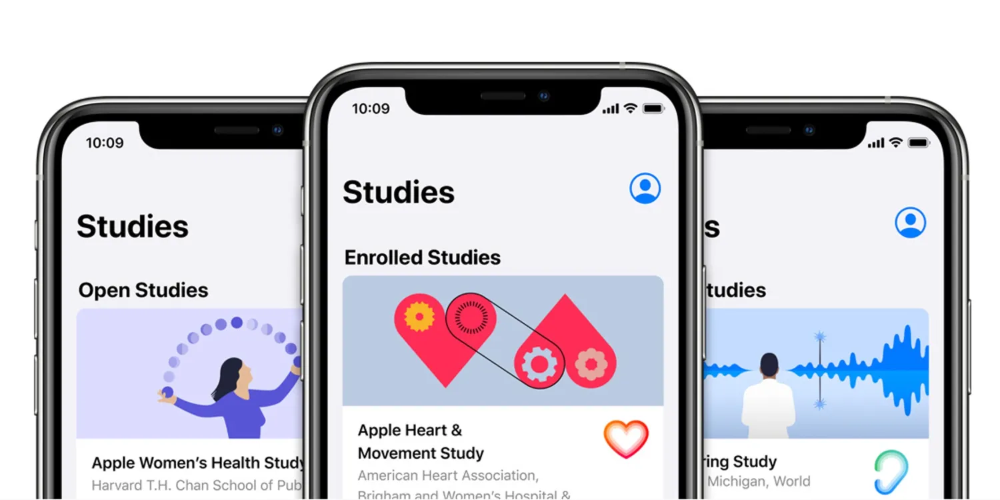 10:09
Studies
Open Studies
Apple Women's Health Study
Harvard T.H. Chan School of Pub
10:09
Studies
Enrolled Studies
Apple Heart &
Movement Study
American Heart Association,
Brigham and Women's Hospital &
s
tudies
ring Study
Michigan, World